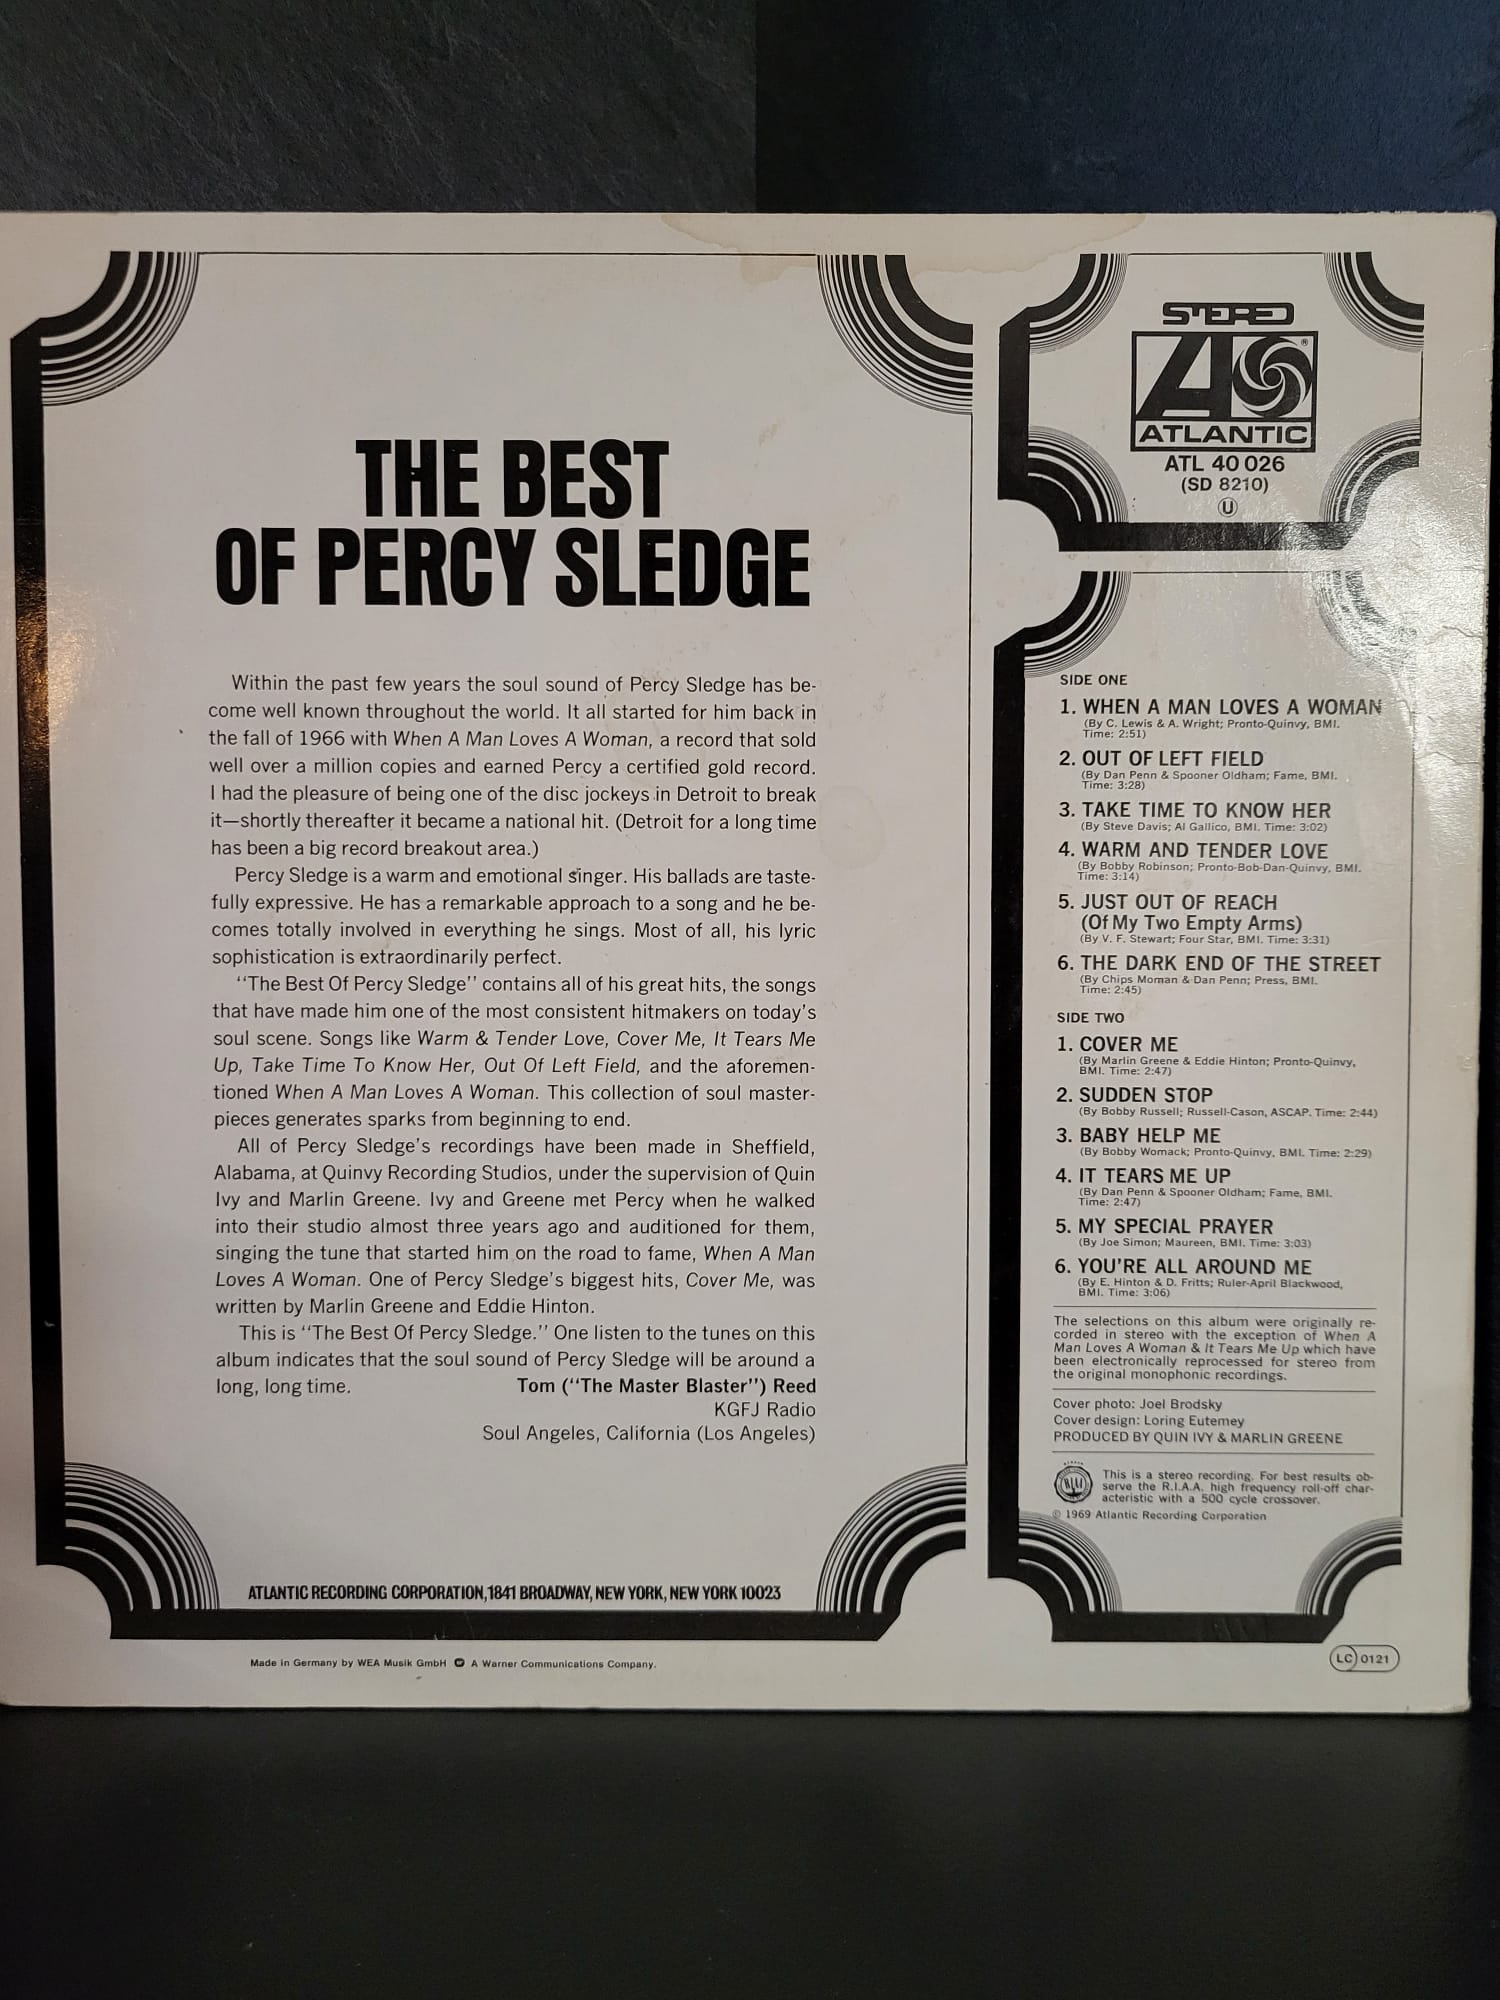 THE BEST
OF PERCY SLEDGE
Within the past few years the soul sound of Percy Sledge has be-
come well known throughout the world. It all started for him back in
the fall of 1966 with When A Man Loves A Woman, a record that sold
well over a million copies and earned Percy a certified gold record.
I had the pleasure of being one of the disc jockeys in Detroit to break
it—shortly thereafter it became a national hit. (Detroit for a long time
has been a big record breakout area.)
Percy Sledge is a warm and emotional singer. His ballads are taste-
fully expressive. He has a remarkable approach to a song and he be-
comes totally involved in everything he sings. Most of all, his lyric
sophistication is extraordinarily perfect.
"The Best Of Percy Sledge" contains all of his great hits, the songs
that have made him one of the most consistent hitmakers on today's
soul scene. Songs like Warm & Tender Love, Cover Me, It Tears Me
Up, Take Time To Know Her, Out Of Left Field, and the aforemen-
tioned When A Man Loves A Woman. This collection of soul master-
pieces generates sparks from beginning to end.
All of Percy Sledge's recordings have been made in Sheffield,
Alabama, at Quinvy Recording Studios, under the supervision of Quin
Ivy and Marlin Greene. Ivy and Greene met Percy when he walked
into their studio almost three years ago and auditioned for them,
singing the tune that started him on the road to fame, When A Man
Loves A Woman. One of Percy Sledge's biggest hits, Cover Me, was
written by Marlin Greene and Eddie Hinton.
This is "The Best Of Percy Sledge." One listen to the tunes on this
album indicates that the soul sound of Percy Sledge will be around a
long, long time. Tom ("The Master Blaster") Reed
KGFJ Radio
Soul Angeles, California (Los Angeles)
ATLANTIC RECORDING CORPORATION, 1841 BROADWAY, NEW YORK, NEW YORK 10023
Made in Germany by WEA Musik GmbH A Warner Communications Company.
STEREO
ATLANTIC
ATL 40 026
(SD 8210)
Ⓤ
SIDE ONE
1. WHEN A MAN LOVES A WOMAN
(By C. Lewis & A. Wright; Pronto-Quinvy, BMI.
Time: 2:51)
2. OUT OF LEFT FIELD
(By Dan Penn & Spooner Oldham; Fame, BMI.
Time: 3:28)
3. TAKE TIME TO KNOW HER
(By Steve Davis; Al Gallico, BMI. Time: 3:02)
4. WARM AND TENDER LOVE
(By Bobby Robinson; Pronto-Bob-Dan-Quinvy, BMI.
Time: 3:14)
5. JUST OUT OF REACH
(Of My Two Empty Arms)
(By V. F. Stewart; Four Star, BMI. Time: 3:31)
6. THE DARK END OF THE STREET
(By Chips Moman & Dan Penn; Press, BMI.
Time: 2:45)
SIDE TWO
1. COVER ME
(By Marlin Greene & Eddie Hinton; Pronto-Quinvy,
BMI. Time: 2:47)
2. SUDDEN STOP
(By Bobby Russell; Russell-Cason, ASCAP. Time: 2:44)
3. BABY HELP ME
(By Bobby Womack; Pronto-Quinvy, BMI. Time: 2:29)
4. IT TEARS ME UP
(By Dan Penn & Spooner Oldham; Fame, BMI.
Time: 2:47)
5. MY SPECIAL PRAYER
(By Joe Simon; Maureen, BMI. Time: 3:03)
6. YOU'RE ALL AROUND ME
(By E. Hinton & D. Fritts; Ruler-April Blackwood,
BMI. Time: 3:06)
The selections on this album were originally re-
corded in stereo with the exception of When A
Man Loves A Woman & It Tears Me Up which have
been electronically reprocessed for stereo from
the original monophonic recordings.
Cover photo: Joel Brodsky
Cover design: Loring Eutemey
PRODUCED BY QUIN IVY & MARLIN GREENE
This is a stereo recording. For best results ob-
serve the R.I.A.A. high frequency roll-off char-
acteristic with a 500 cycle crossover.
© 1969 Atlantic Recording Corporation
LC 0121